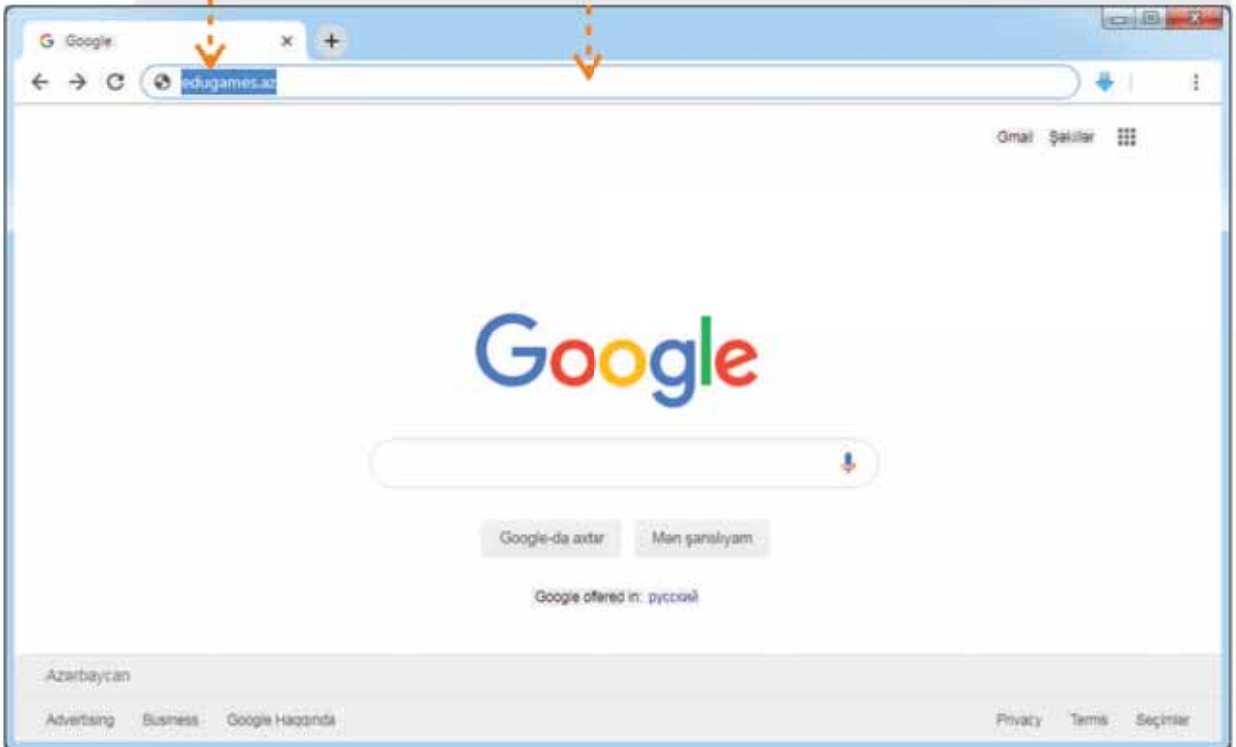 Google
edugames.az
Gmail Şəkillər
Google
Google-da axtar Mən şanslıyam
Google offered in: русский
Azərbaycan
Advertising Business Google Haqqında Privacy Terms Seçimlər